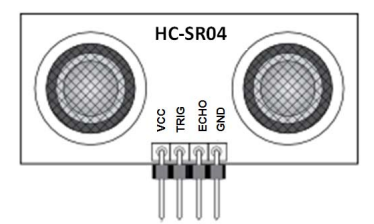 HC-SR04
VCC
TRIG
ECHO
GND